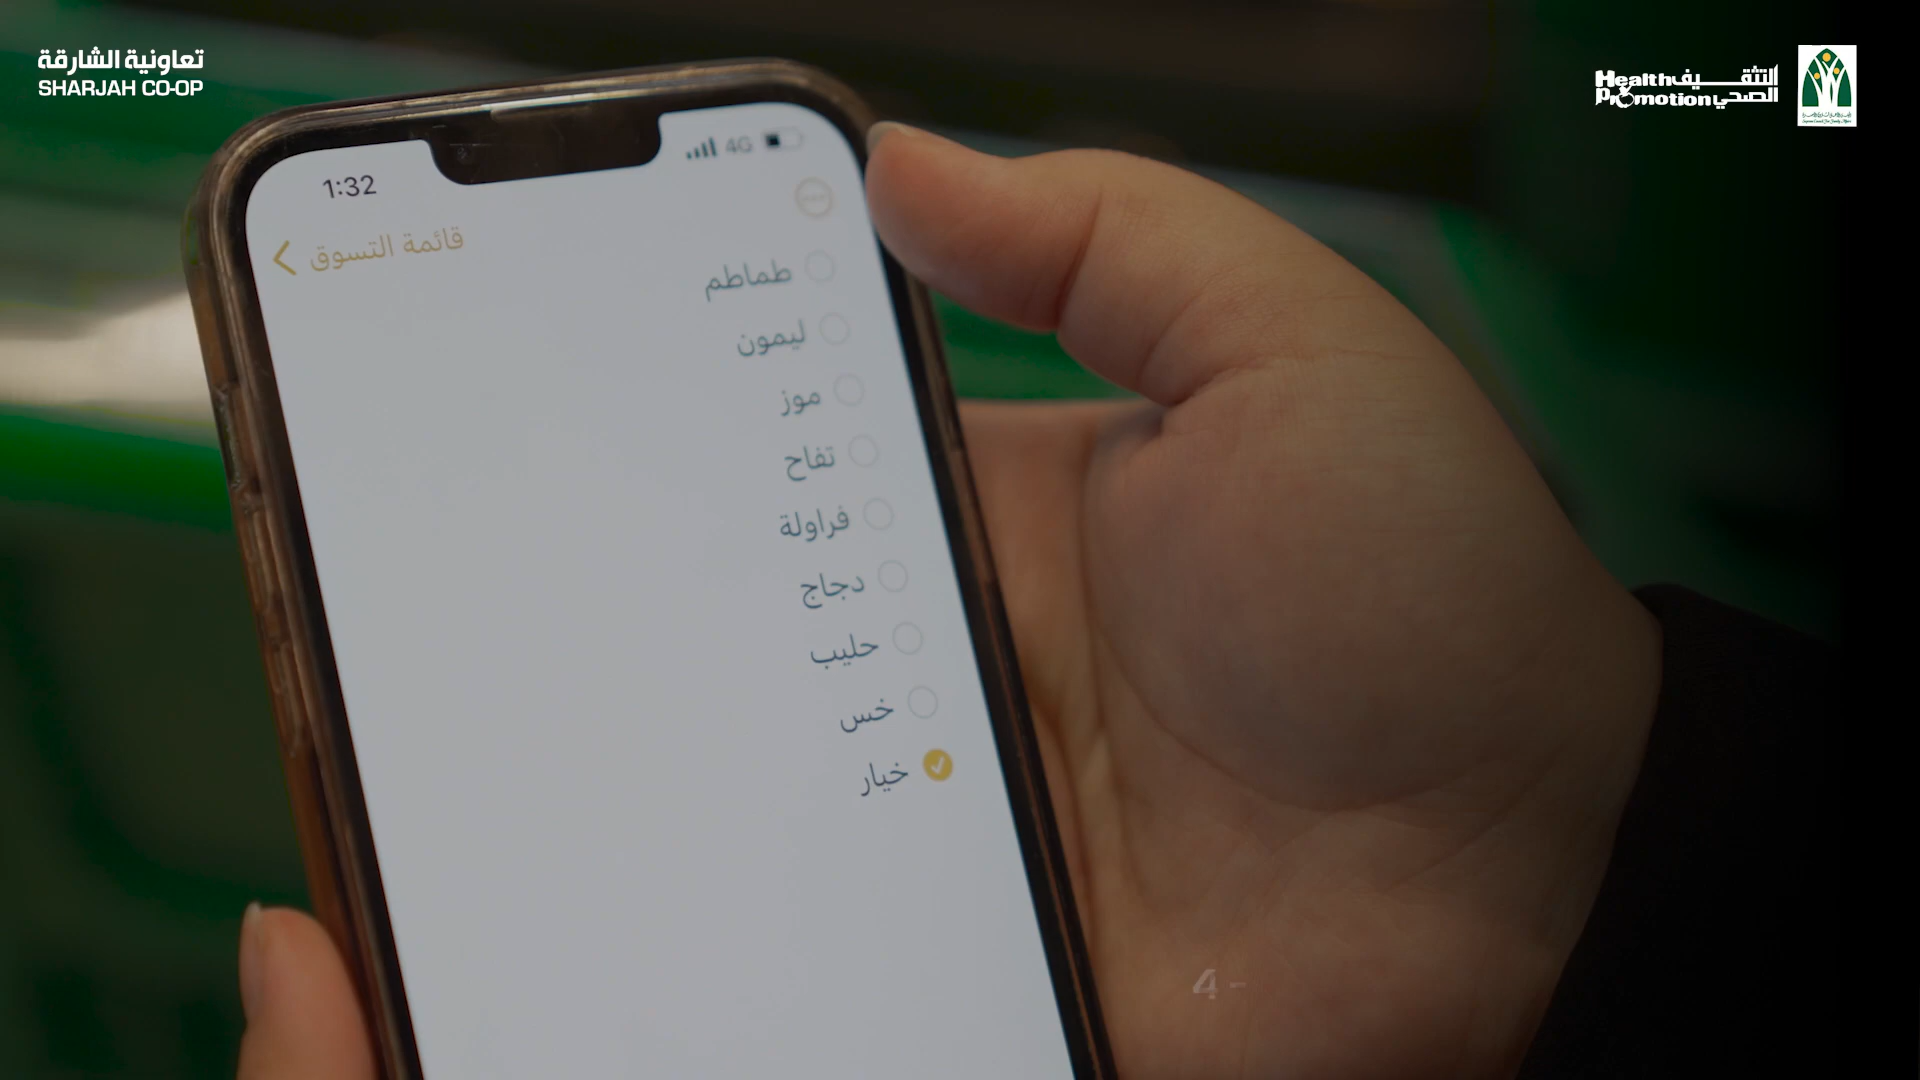 تعاونية الشارقة
SHARJAH CO-OP
التثقيف الصحي
Health Promotion
1:32
4G
قائمة التسوق
طماطم
ليمون
موز
تفاح
فراولة
دجاج
حليب
خس
خيار
4 -